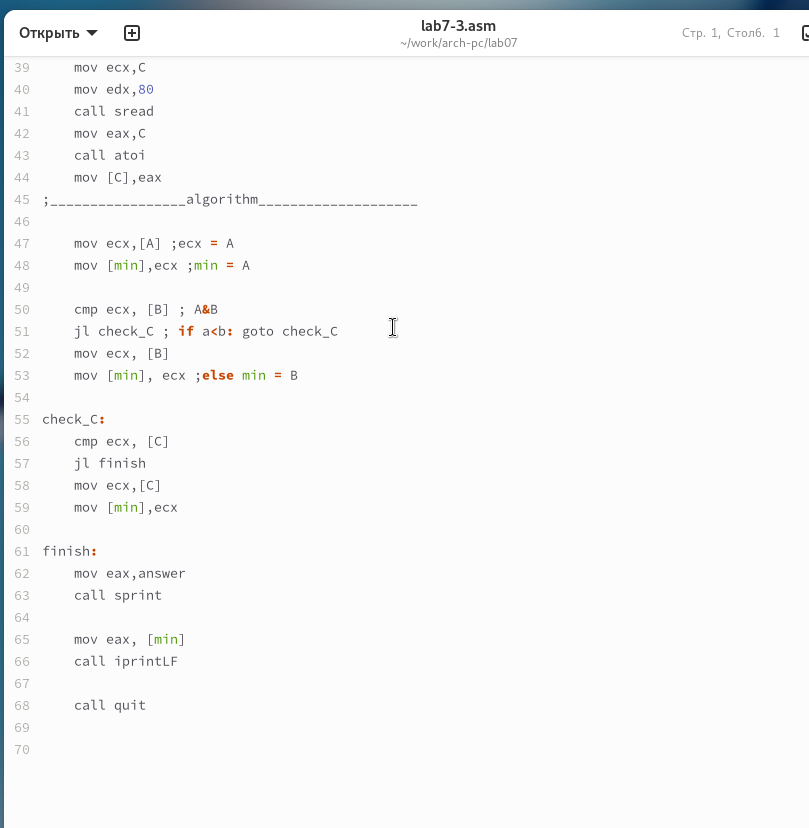 Открыть
lab7-3.asm
~/work/arch-pc/lab07
Стр. 1, Столб. 1
39 mov ecx,C
40 mov edx,80
41 call sread
42 mov eax,C
43 call atoi
44 mov [C],eax
45 ;_________________algorithm____________________
46
47 mov ecx,[A] ;ecx = A
48 mov [min],ecx ;min = A
49
50 cmp ecx, [B] ; A&B
51 jl check_C ; if a<b: goto check_C
52 mov ecx, [B]
53 mov [min], ecx ;else min = B
54
55 check_C:
56 cmp ecx, [C]
57 jl finish
58 mov ecx,[C]
59 mov [min],ecx
60
61 finish:
62 mov eax,answer
63 call sprint
64
65 mov eax, [min]
66 call iprintLF
67
68 call quit
69
70